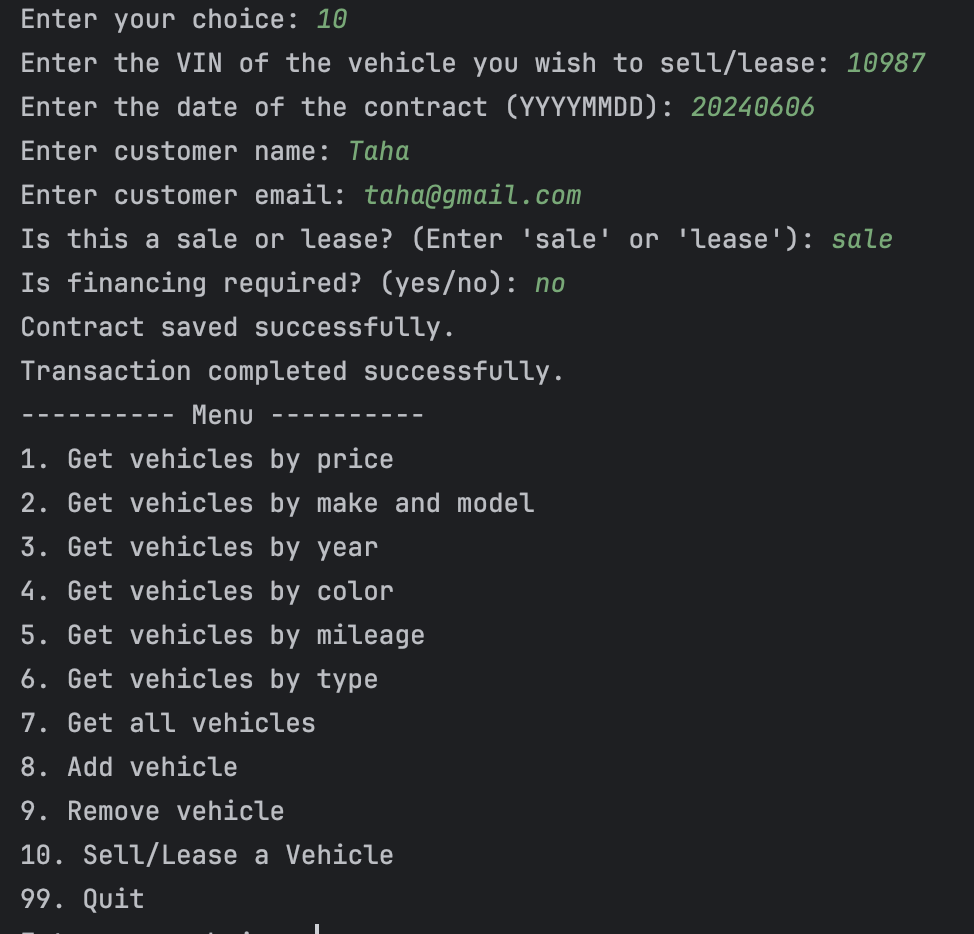 Enter your choice: 10
Enter the VIN of the vehicle you wish to sell/lease: 10987
Enter the date of the contract (YYYYMMDD): 20240606
Enter customer name: Taha
Enter customer email: taha@gmail.com
Is this a sale or lease? (Enter 'sale' or 'lease'): sale
Is financing required? (yes/no): no
Contract saved successfully.
Transaction completed successfully.
---------- Menu ----------
1. Get vehicles by price
2. Get vehicles by make and model
3. Get vehicles by year
4. Get vehicles by color
5. Get vehicles by mileage
6. Get vehicles by type
7. Get all vehicles
8. Add vehicle
9. Remove vehicle
10. Sell/Lease a Vehicle
99. Quit